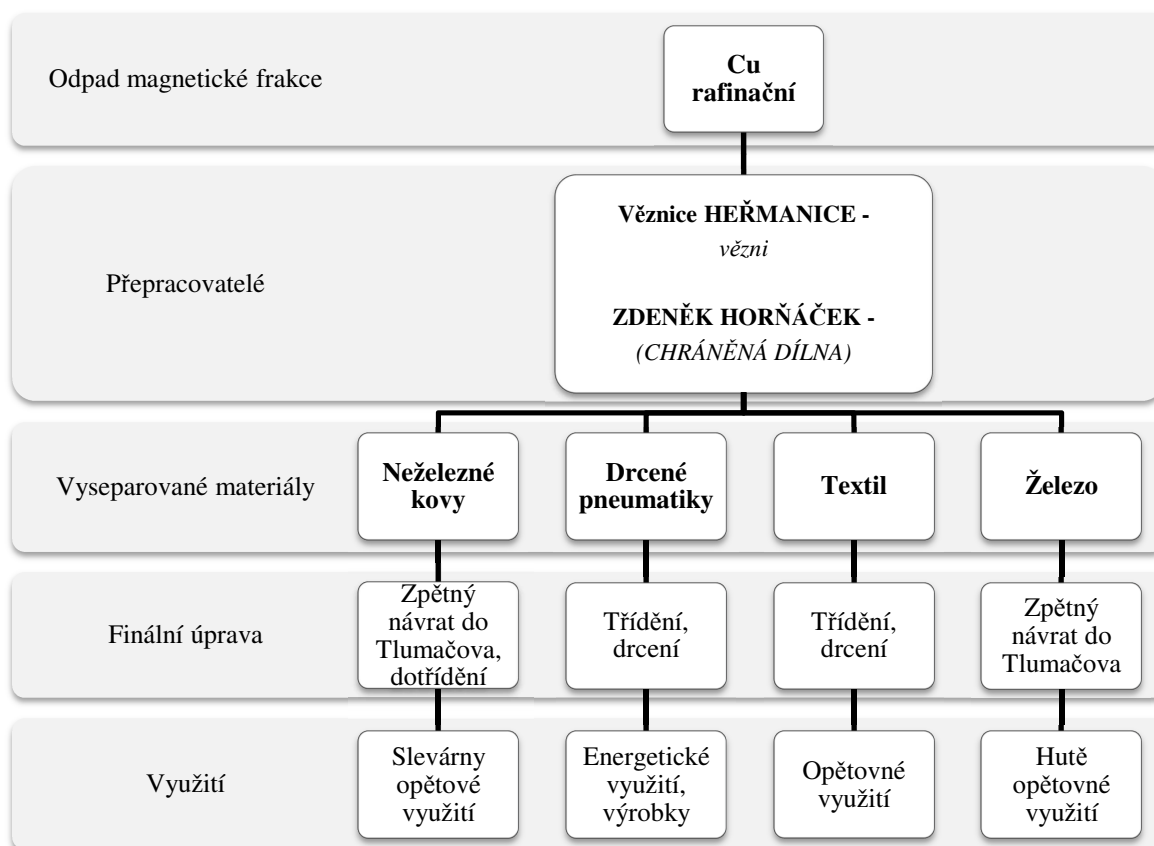 Odpad magnetické frakce
Cu
rafinační
Přepracovatelé
Věznice HEŘMANICE -
vězni
ZDENĚK HORŇÁČEK -
(CHRÁNĚNÁ DÍLNA)
Vyseparované materiály
Neželezné
kovy
Drcené
pneumatiky
Textil
Železo
Finální úprava
Zpětný
návrat do
Tlumačova,
dotřídění
Třídění,
drcení
Třídění,
drcení
Zpětný
návrat do
Tlumačova
Využití
Slevárny
opětové
využití
Energetické
využití,
výrobky
Opětovné
využití
Hutě
opětovné
využití